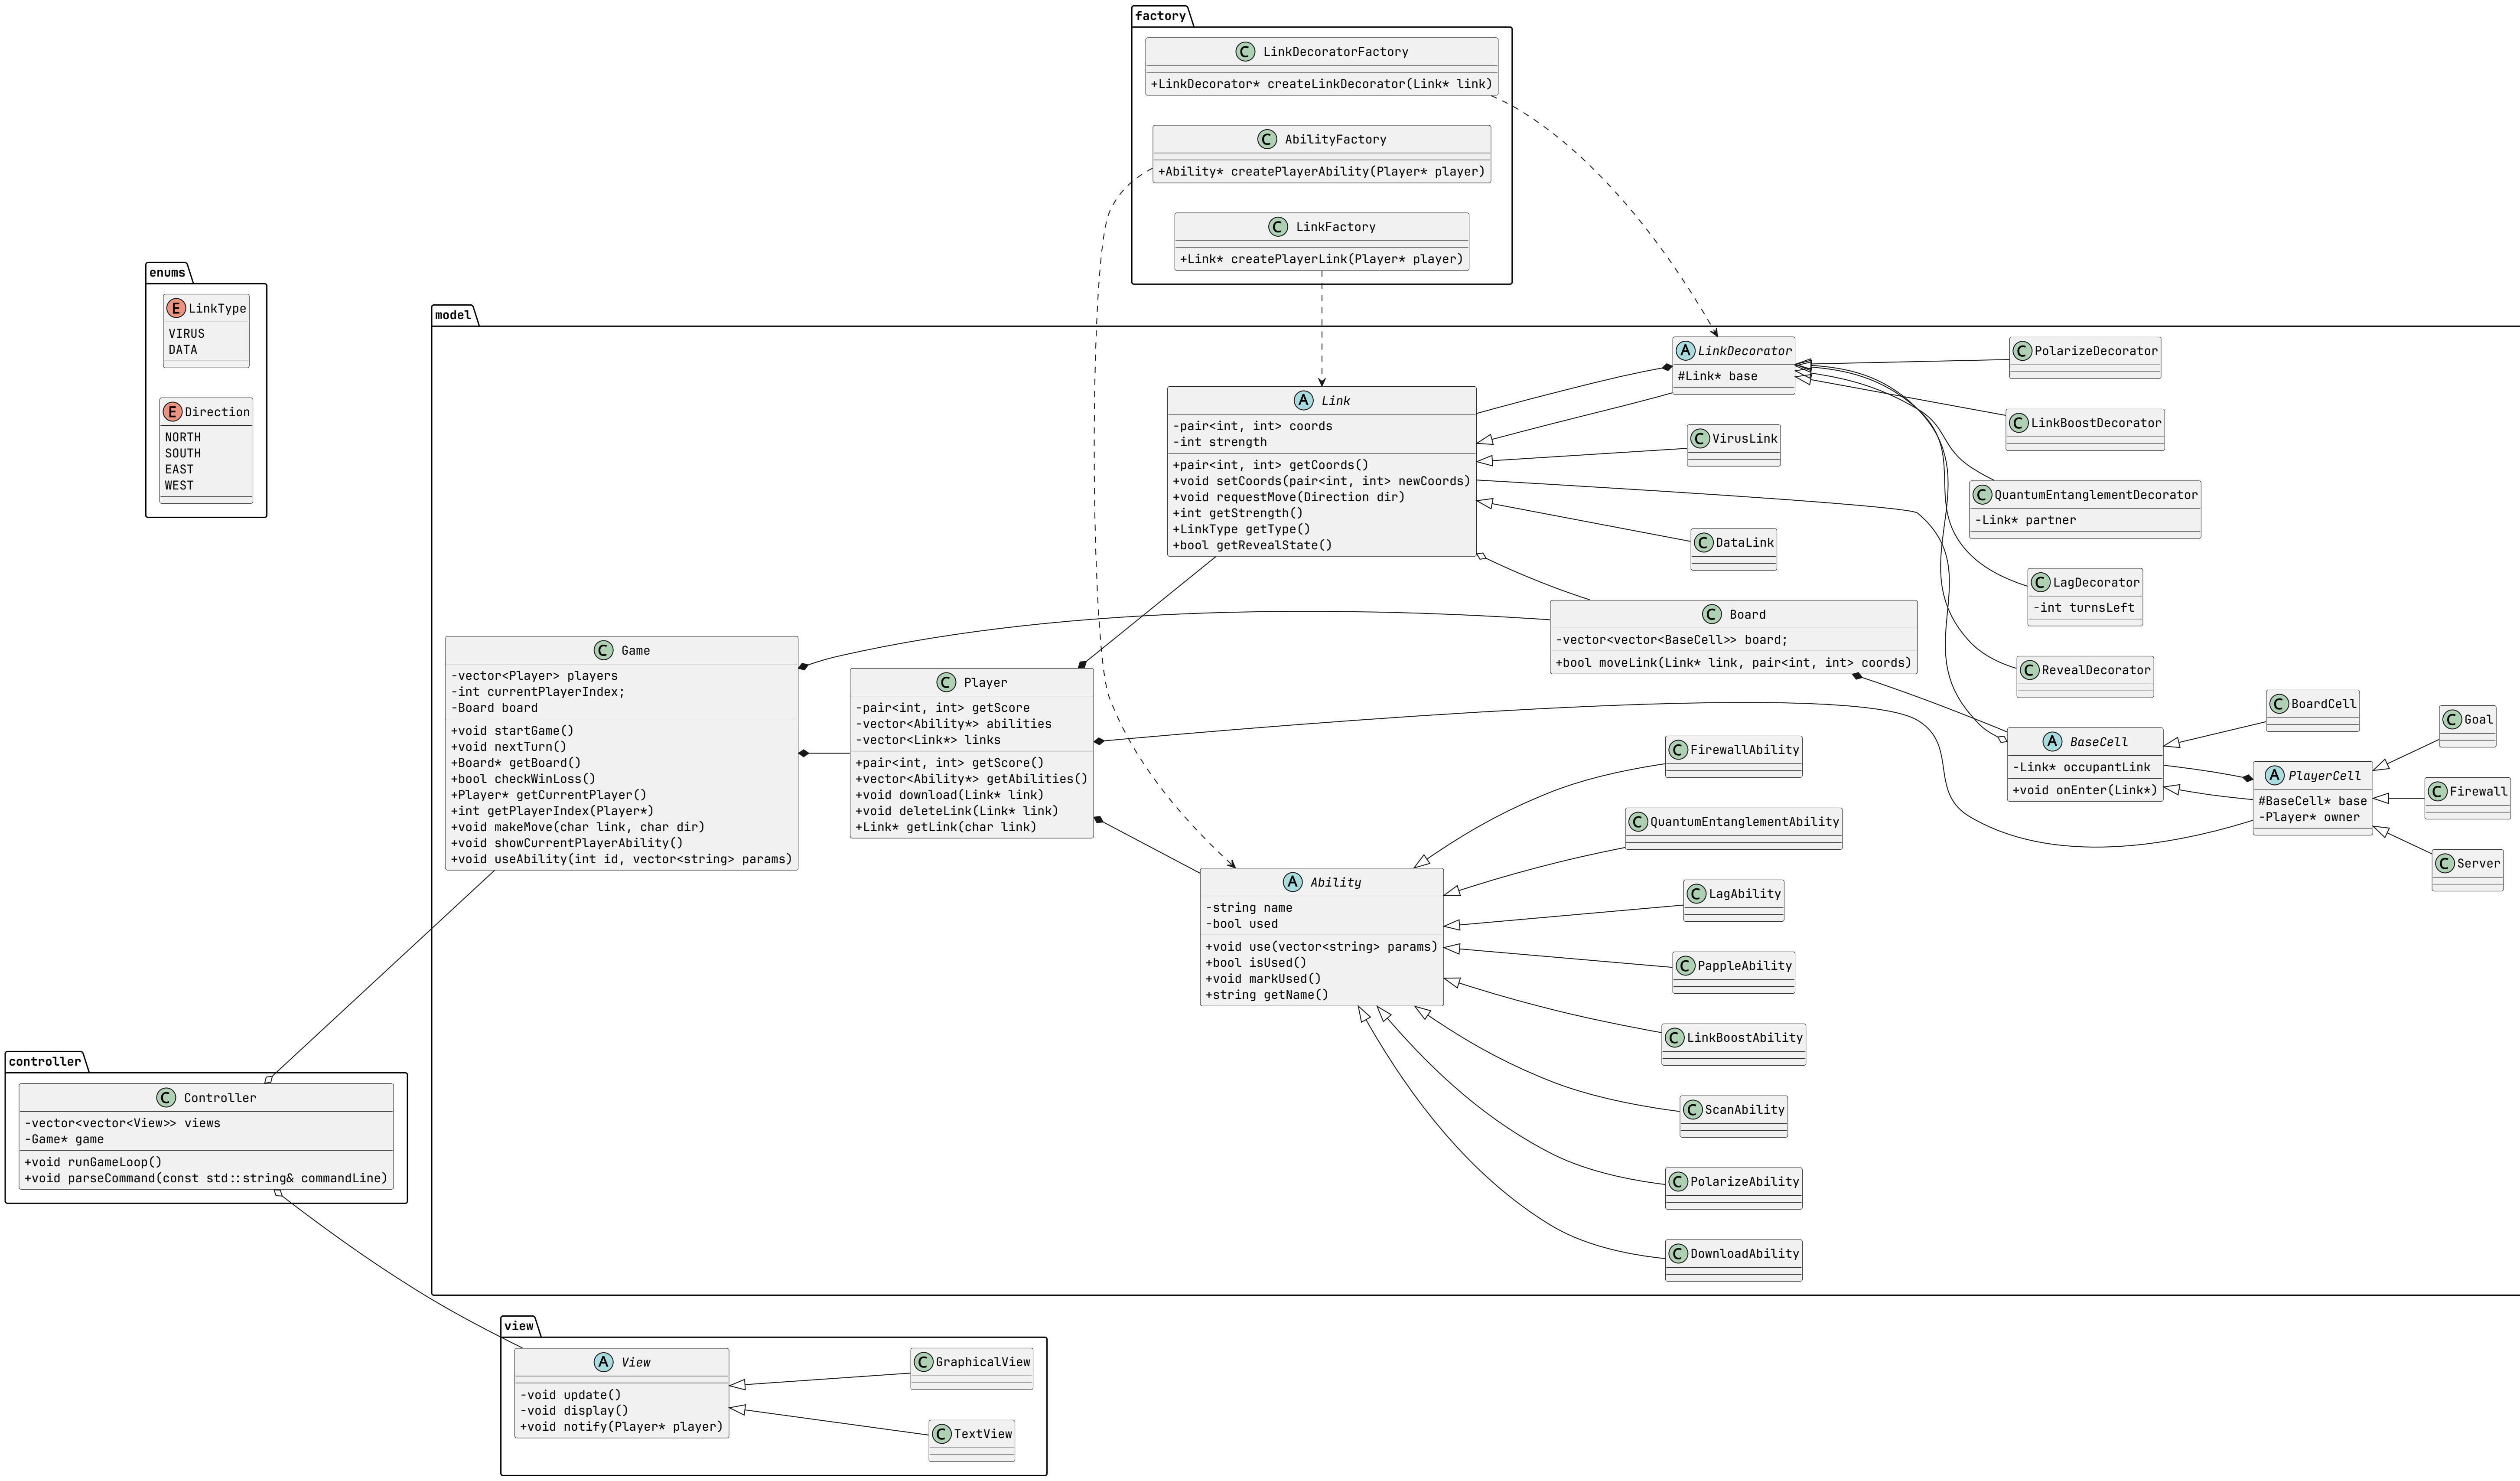 factory
C LinkDecoratorFactory
+LinkDecorator* createLinkDecorator(Link* link)
C AbilityFactory
+Ability* createPlayerAbility(Player* player)
C LinkFactory
+Link* createPlayerLink(Player* player)
enums
E LinkType
VIRUS
DATA
E Direction
NORTH
SOUTH
EAST
WEST
model
A LinkDecorator
#Link* base
C PolarizeDecorator
C LinkBoostDecorator
C QuantumEntanglementDecorator
-Link* partner
C LagDecorator
-int turnsLeft
C RevealDecorator
A Link
-pair<int, int> coords
-int strength
+pair<int, int> getCoords()
+void setCoords(pair<int, int> newCoords)
+void requestMove(Direction dir)
+int getStrength()
+LinkType getType()
+bool getRevealState()
C VirusLink
C DataLink
C Board
-vector<vector<BaseCell>> board;
+bool moveLink(Link* link, pair<int, int> coords)
C Game
-vector<Player> players
-int currentPlayerIndex;
-Board board
+void startGame()
+void nextTurn()
+Board* getBoard()
+bool checkWinLoss()
+Player* getCurrentPlayer()
+int getPlayerIndex(Player*)
+void makeMove(char link, char dir)
+void showCurrentPlayerAbility()
+void useAbility(int id, vector<string> params)
C Player
-pair<int, int> getScore
-vector<Ability*> abilities
-vector<Link*> links
+pair<int, int> getScore()
+vector<Ability*> getAbilities()
+void download(Link* link)
+void deleteLink(Link* link)
+Link* getLink(char link)
A BaseCell
-Link* occupantLink
+void onEnter(Link*)
C BoardCell
A PlayerCell
#BaseCell* base
-Player* owner
C Goal
C Firewall
C Server
A Ability
-string name
-bool used
+void use(vector<string> params)
+bool isUsed()
+void markUsed()
+string getName()
C FirewallAbility
C QuantumEntanglementAbility
C LagAbility
C PappleAbility
C LinkBoostAbility
C ScanAbility
C PolarizeAbility
C DownloadAbility
controller
C Controller
-vector<vector<View>> views
-Game* game
+void runGameLoop()
+void parseCommand(const std::string& commandLine)
view
A View
-void update()
-void display()
+void notify(Player* player)
C GraphicalView
C TextView